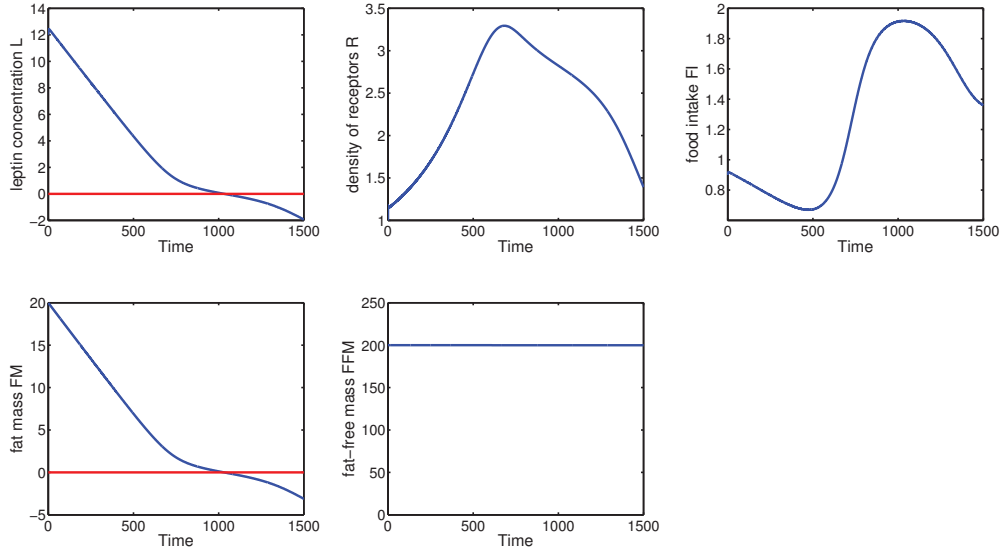 leptin concentration L
14
12
10
8
6
4
2
0
−2
0 500 1000 1500
Time
density of receptors R
3.5
3
2.5
2
1.5
1
0 500 1000 1500
Time
food intake FI
2
1.8
1.6
1.4
1.2
1
0.8
0 500 1000 1500
Time
fat mass FM
20
15
10
5
0
−5
0 500 1000 1500
Time
fat−free mass FFM
250
200
150
100
50
0
0 500 1000 1500
Time